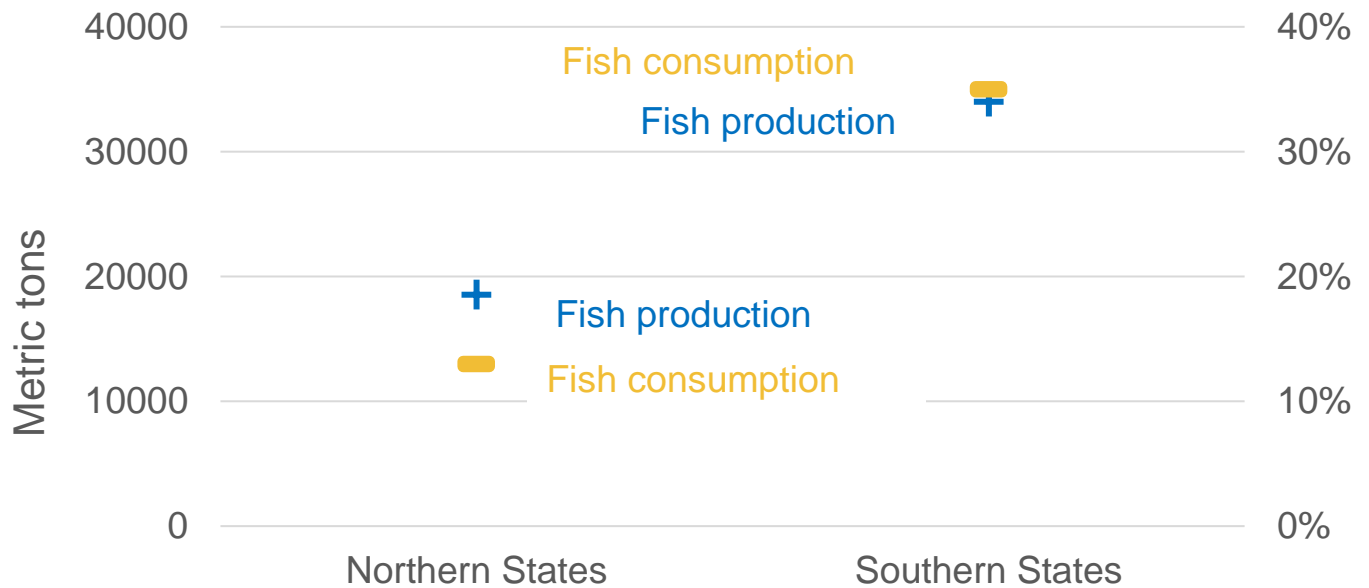 40000
40%
Fish consumption
Fish production
30000
30%
Metric tons
20000
20%
Fish production
Fish consumption
10000
10%
0
0%
Northern States
Southern States